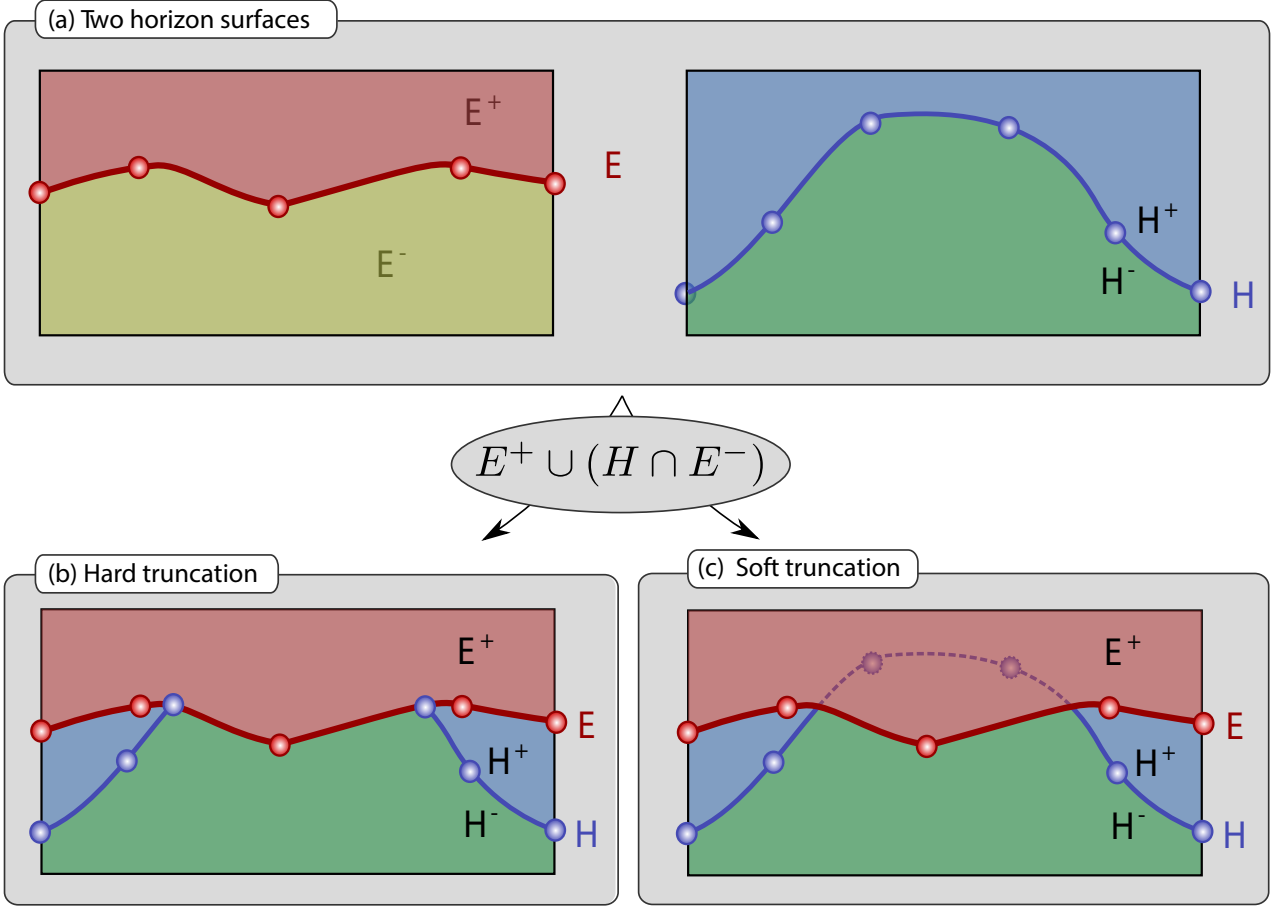 (a) Two horizon surfaces
E⁺
E
E⁻
H⁺
H⁻
H
E⁺ ∪ (H ∩ E⁻)
(b) Hard truncation
E⁺
E
H⁺
H⁻
H
(c) Soft truncation
E⁺
E
H⁺
H⁻
H